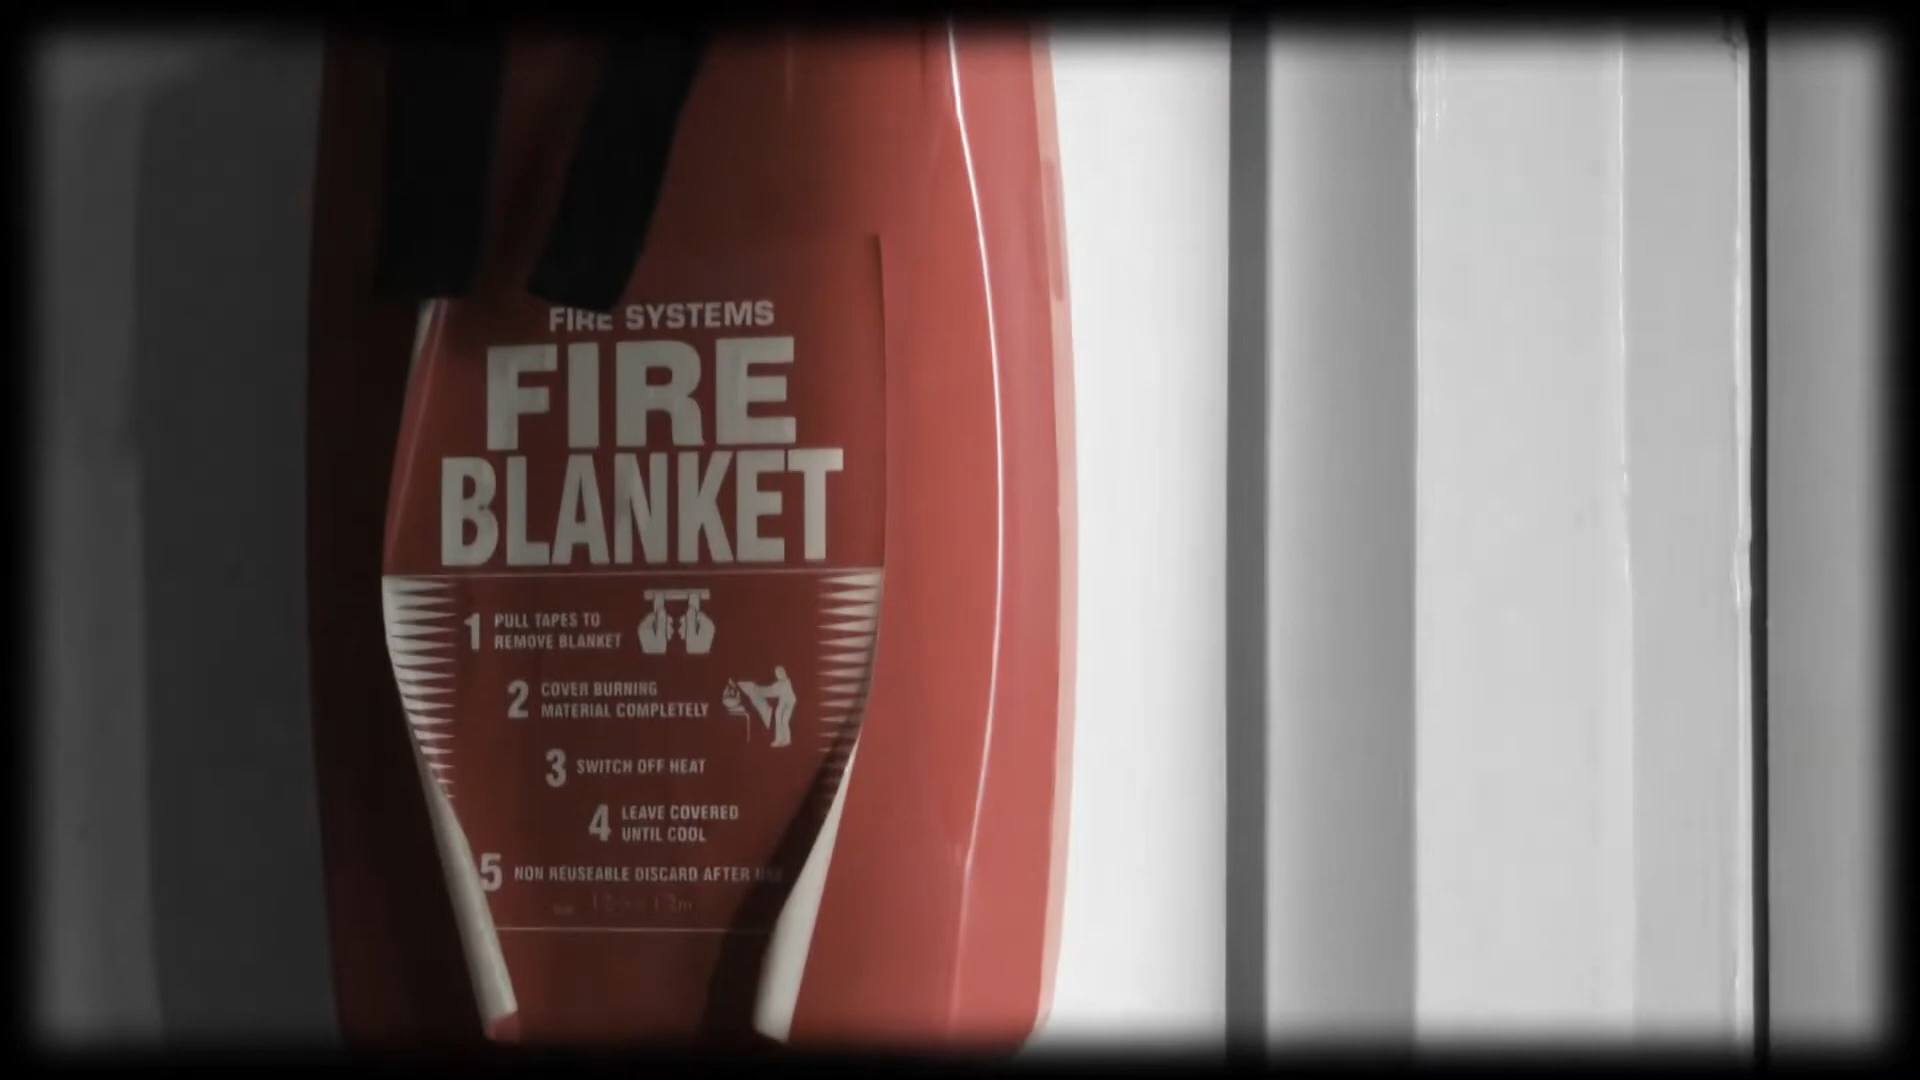 FIRE SYSTEMS
FIRE
BLANKET
1 PULL TAPES TO
REMOVE BLANKET
2 COVER BURNING
MATERIAL COMPLETELY
3 SWITCH OFF HEAT
4 LEAVE COVERED
UNTIL COOL
5 NON REUSEABLE DISCARD AFTER